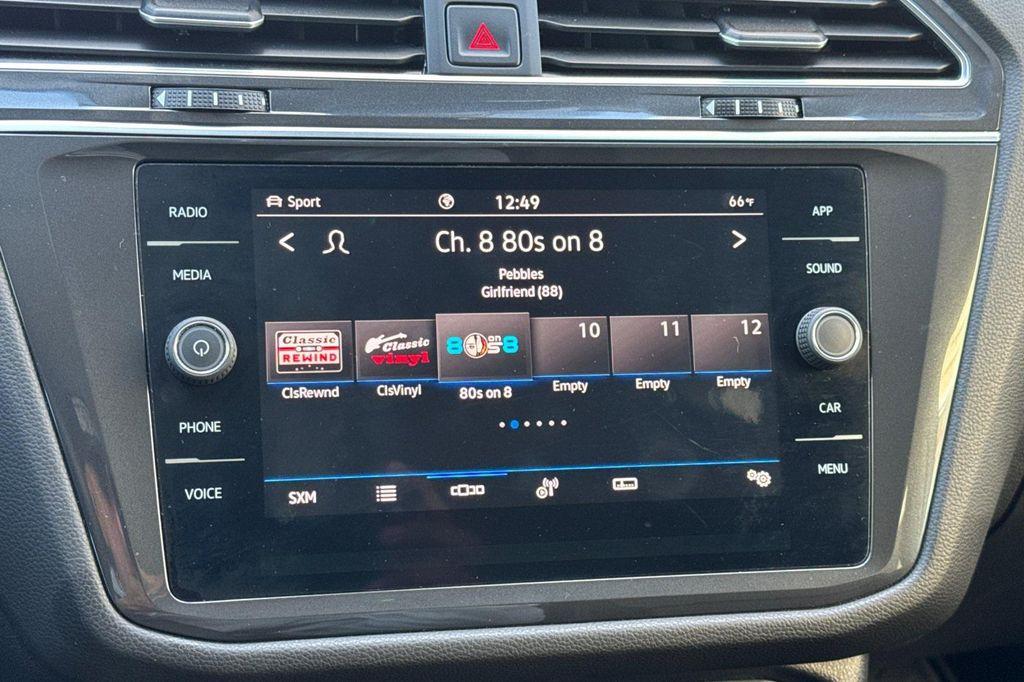 RADIO
MEDIA
PHONE
VOICE
Sport
12:49
66°F
< Ch. 8 80s on 8 >
Pebbles
Girlfriend (88)
Classic
REWIND
Classic
vinyl
8 80s on 8
10
11
12
ClsRewnd
ClsVinyl
80s on 8
Empty
Empty
Empty
SXM
APP
SOUND
CAR
MENU